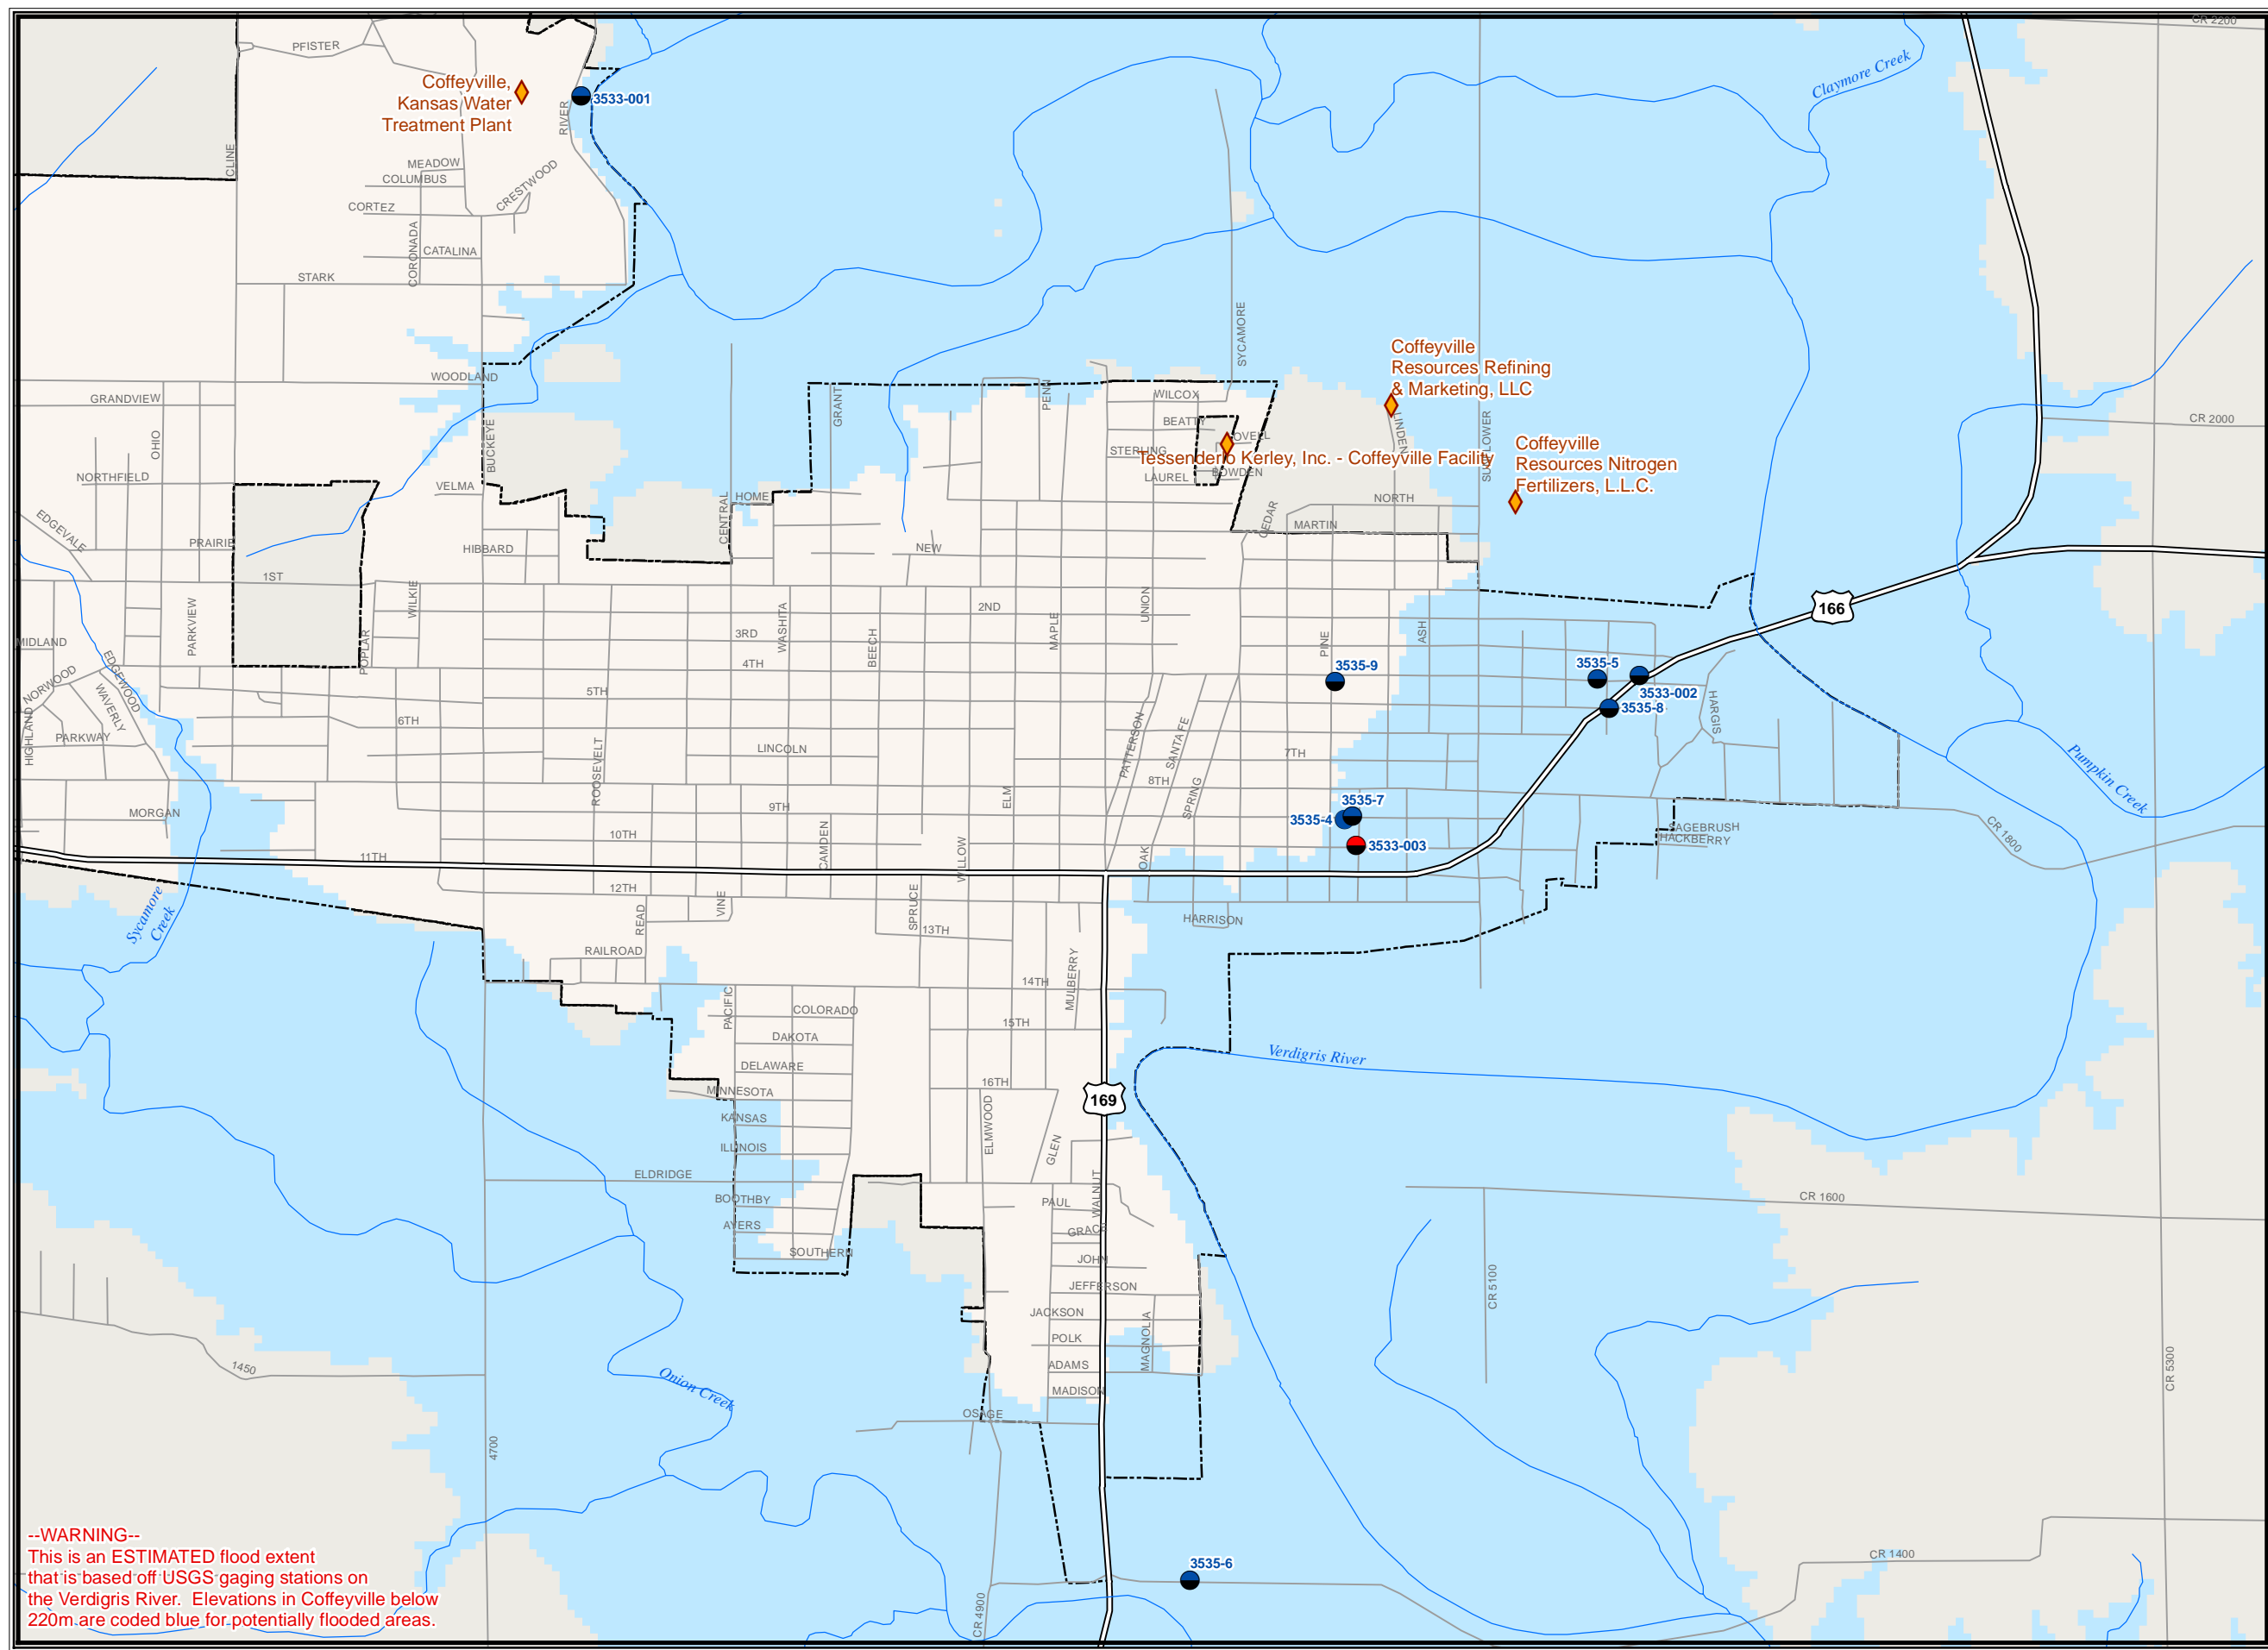 CR 2200
PFISTER
Claymore Creek
Coffeyville,
Kansas Water
Treatment Plant
3533-001
RIVER
CLINE
MEADOW
COLUMBUS
CRESTWOOD
CORTEZ
CORONADA
CATALINA
STARK
SYCAMORE
Coffeyville
Resources Refining
& Marketing, LLC
WOODLAND
GRANDVIEW
GRANT
PENN
WILCOX
BEATTY
LINDEN
SUNFLOWER
CR 2000
OHIO
BUCKEYE
STERLING
OVELL
Tessenderlo Kerley, Inc. - Coffeyville Facility
BOWDEN
LAUREL
Coffeyville
Resources Nitrogen
Fertilizers, L.L.C.
NORTHFIELD
VELMA
HOME
CENTRAL
NORTH
CEDAR
MARTIN
EDGEVALE
PRAIRIE
HIBBARD
NEW
1ST
WILKIE
PARKVIEW
WASHITA
2ND
UNION
166
MIDLAND
POPLAR
3RD
BEECH
MAPLE
PINE
ASH
4TH
3535-9
3535-5
3533-002
3535-8
NORWOOD
EDGEWOOD
WAVERLY
5TH
6TH
HARGIS
HIGHLAND
PARKWAY
ROOSEVELT
LINCOLN
PATTERSON
SANTA FE
7TH
Pumpkin Creek
8TH
SPRING
ELM
MORGAN
9TH
3535-7
3535-4
3533-003
SAGEBRUSH
HACKBERRY
CR 1800
10TH
CAMDEN
WILLOW
OAK
11TH
12TH
Sycamore
Creek
READ
VINE
SPRUCE
13TH
HARRISON
RAILROAD
MULBERRY
14TH
PACIFIC
COLORADO
15TH
DAKOTA
Verdigris River
DELAWARE
16TH
MINNESOTA
169
KANSAS
ELMWOOD
GLEN
ILLINOIS
ELDRIDGE
WALNUT
BOOTHBY
PAUL
CR 1600
AYERS
GRACE
SOUTHERN
JOHN
JEFFERSON
CR 5100
JACKSON
MAGNOLIA
POLK
1450
ADAMS
CR 5300
Onion Creek
MADISON
OSAGE
4700
CR 1400
3535-6
CR 4900
--WARNING--
This is an ESTIMATED flood extent
that is based off USGS gaging stations on
the Verdigris River.  Elevations in Coffeyville below
220m are coded blue for potentially flooded areas.